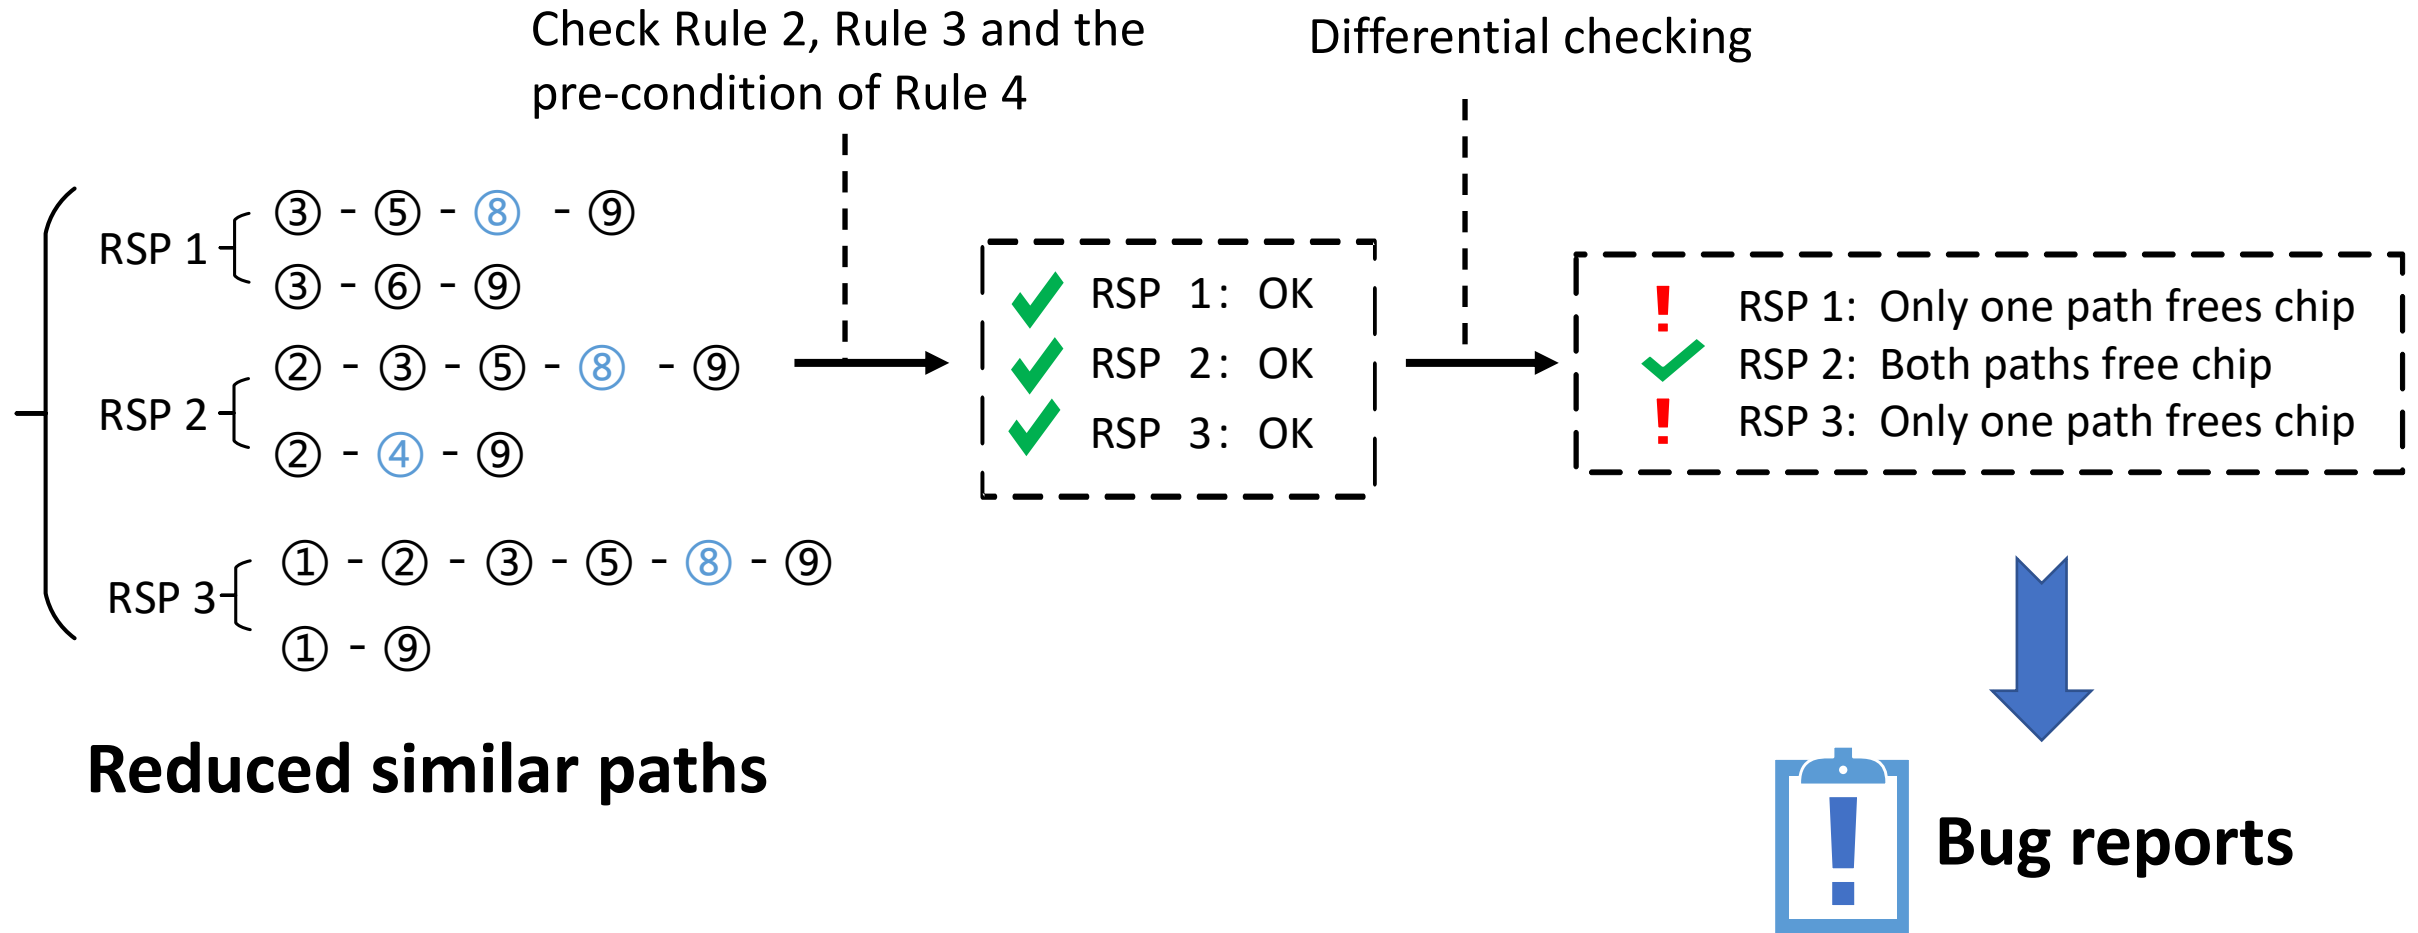 Check Rule 2, Rule 3 and the
pre-condition of Rule 4
Differential checking
RSP 1
③ - ⑤ - ⑧ - ⑨
③ - ⑥ - ⑨
RSP 2
② - ③ - ⑤ - ⑧ - ⑨
② - ④ - ⑨
RSP 3
① - ② - ③ - ⑤ - ⑧ - ⑨
① - ⑨
Reduced similar paths
RSP 1: OK
RSP 2: OK
RSP 3: OK
RSP 1: Only one path frees chip
RSP 2: Both paths free chip
RSP 3: Only one path frees chip
Bug reports